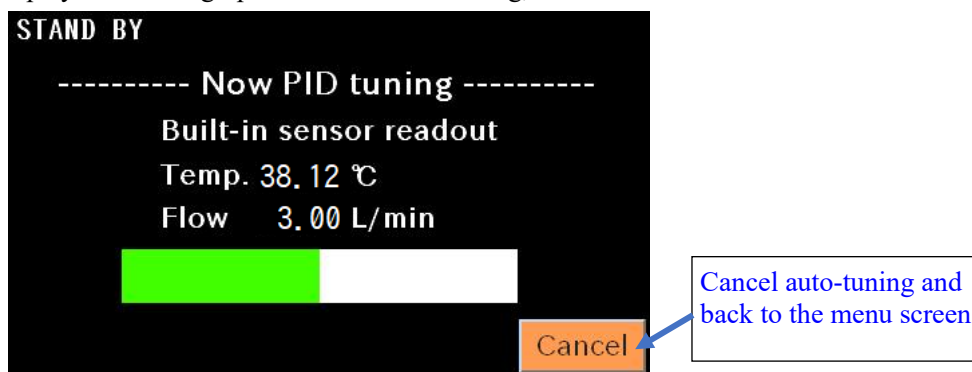 STAND BY
---------- Now PID tuning ----------
Built-in sensor readout
Temp. 38.12 ℃
Flow 3.00 L/min
Cancel
Cancel auto-tuning and
back to the menu screen